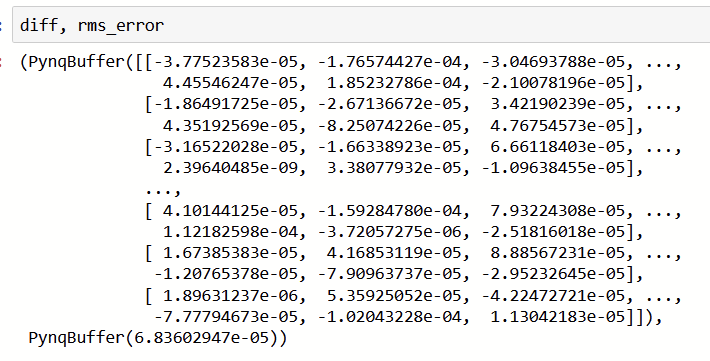 diff, rms_error
(PynqBuffer([[-3.77523583e-05, -1.76574427e-04, -3.04693788e-05, ...,
4.45546247e-05, 1.85232786e-04, -2.10078196e-05],
[-1.86491725e-05, -2.67136672e-05, 3.42190239e-05, ...,
4.35192569e-05, -8.25074226e-05, 4.76754573e-05],
[-3.16522028e-05, -1.66338923e-05, 6.66118403e-05, ...,
2.39640485e-09, 3.38077932e-05, -1.09638455e-05],
...,
[ 4.10144125e-05, -1.59284780e-04, 7.93224308e-05, ...,
1.12182598e-04, -3.72057275e-06, -2.51816018e-05],
[ 1.67385383e-05, 4.16853119e-05, 8.88567231e-05, ...,
-1.20765378e-05, -7.90963737e-05, -2.95232645e-05],
[ 1.89631237e-06, 5.35925052e-05, -4.22472721e-05, ...,
-7.77794673e-05, -1.02043228e-04, 1.13042183e-05]]),
PynqBuffer(6.83602947e-05))